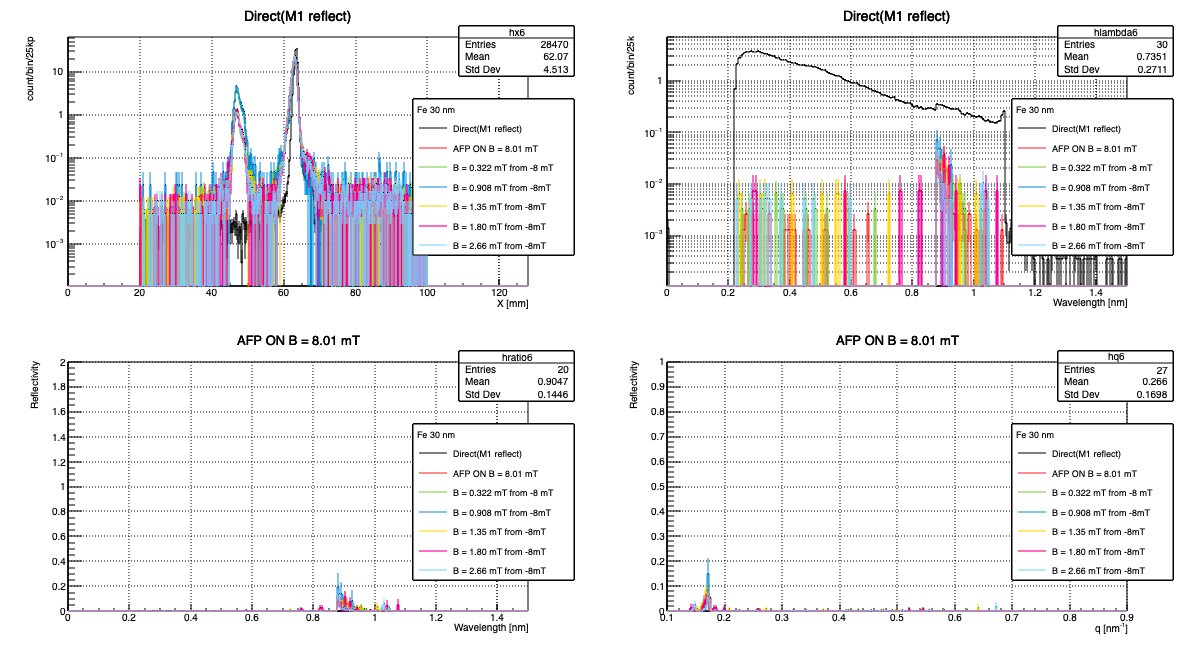 Direct(M1 reflect)
count/bin/25kp
hx6
Entries 28470
Mean 62.07
Std Dev 4.513
Fe 30 nm
Direct(M1 reflect)
AFP ON B = 8.01 mT
B = 0.322 mT from -8 mT
B = 0.908 mT from -8mT
B = 1.35 mT from -8mT
B = 1.80 mT from -8mT
B = 2.66 mT from -8mT
10
1
10⁻¹
10⁻²
10⁻³
0 20 40 60 80 100 120
X [mm]
Direct(M1 reflect)
count/bin/25k
hlambda6
Entries 30
Mean 0.7351
Std Dev 0.2711
Fe 30 nm
Direct(M1 reflect)
AFP ON B = 8.01 mT
B = 0.322 mT from -8 mT
B = 0.908 mT from -8mT
B = 1.35 mT from -8mT
B = 1.80 mT from -8mT
B = 2.66 mT from -8mT
1
10⁻¹
10⁻²
10⁻³
0 0.2 0.4 0.6 0.8 1 1.2 1.4
Wavelength [nm]
AFP ON B = 8.01 mT
Reflectivity
hratio6
Entries 20
Mean 0.9047
Std Dev 0.1446
Fe 30 nm
Direct(M1 reflect)
AFP ON B = 8.01 mT
B = 0.322 mT from -8 mT
B = 0.908 mT from -8mT
B = 1.35 mT from -8mT
B = 1.80 mT from -8mT
B = 2.66 mT from -8mT
2
1.8
1.6
1.4
1.2
1
0.8
0.6
0.4
0.2
0
0 0.2 0.4 0.6 0.8 1 1.2 1.4
Wavelength [nm]
AFP ON B = 8.01 mT
Reflectivity
hq6
Entries 27
Mean 0.266
Std Dev 0.1698
Fe 30 nm
Direct(M1 reflect)
AFP ON B = 8.01 mT
B = 0.322 mT from -8 mT
B = 0.908 mT from -8mT
B = 1.35 mT from -8mT
B = 1.80 mT from -8mT
B = 2.66 mT from -8mT
1
0.9
0.8
0.7
0.6
0.5
0.4
0.3
0.2
0.1
0
0.1 0.2 0.3 0.4 0.5 0.6 0.7 0.8 0.9
q [nm⁻¹]